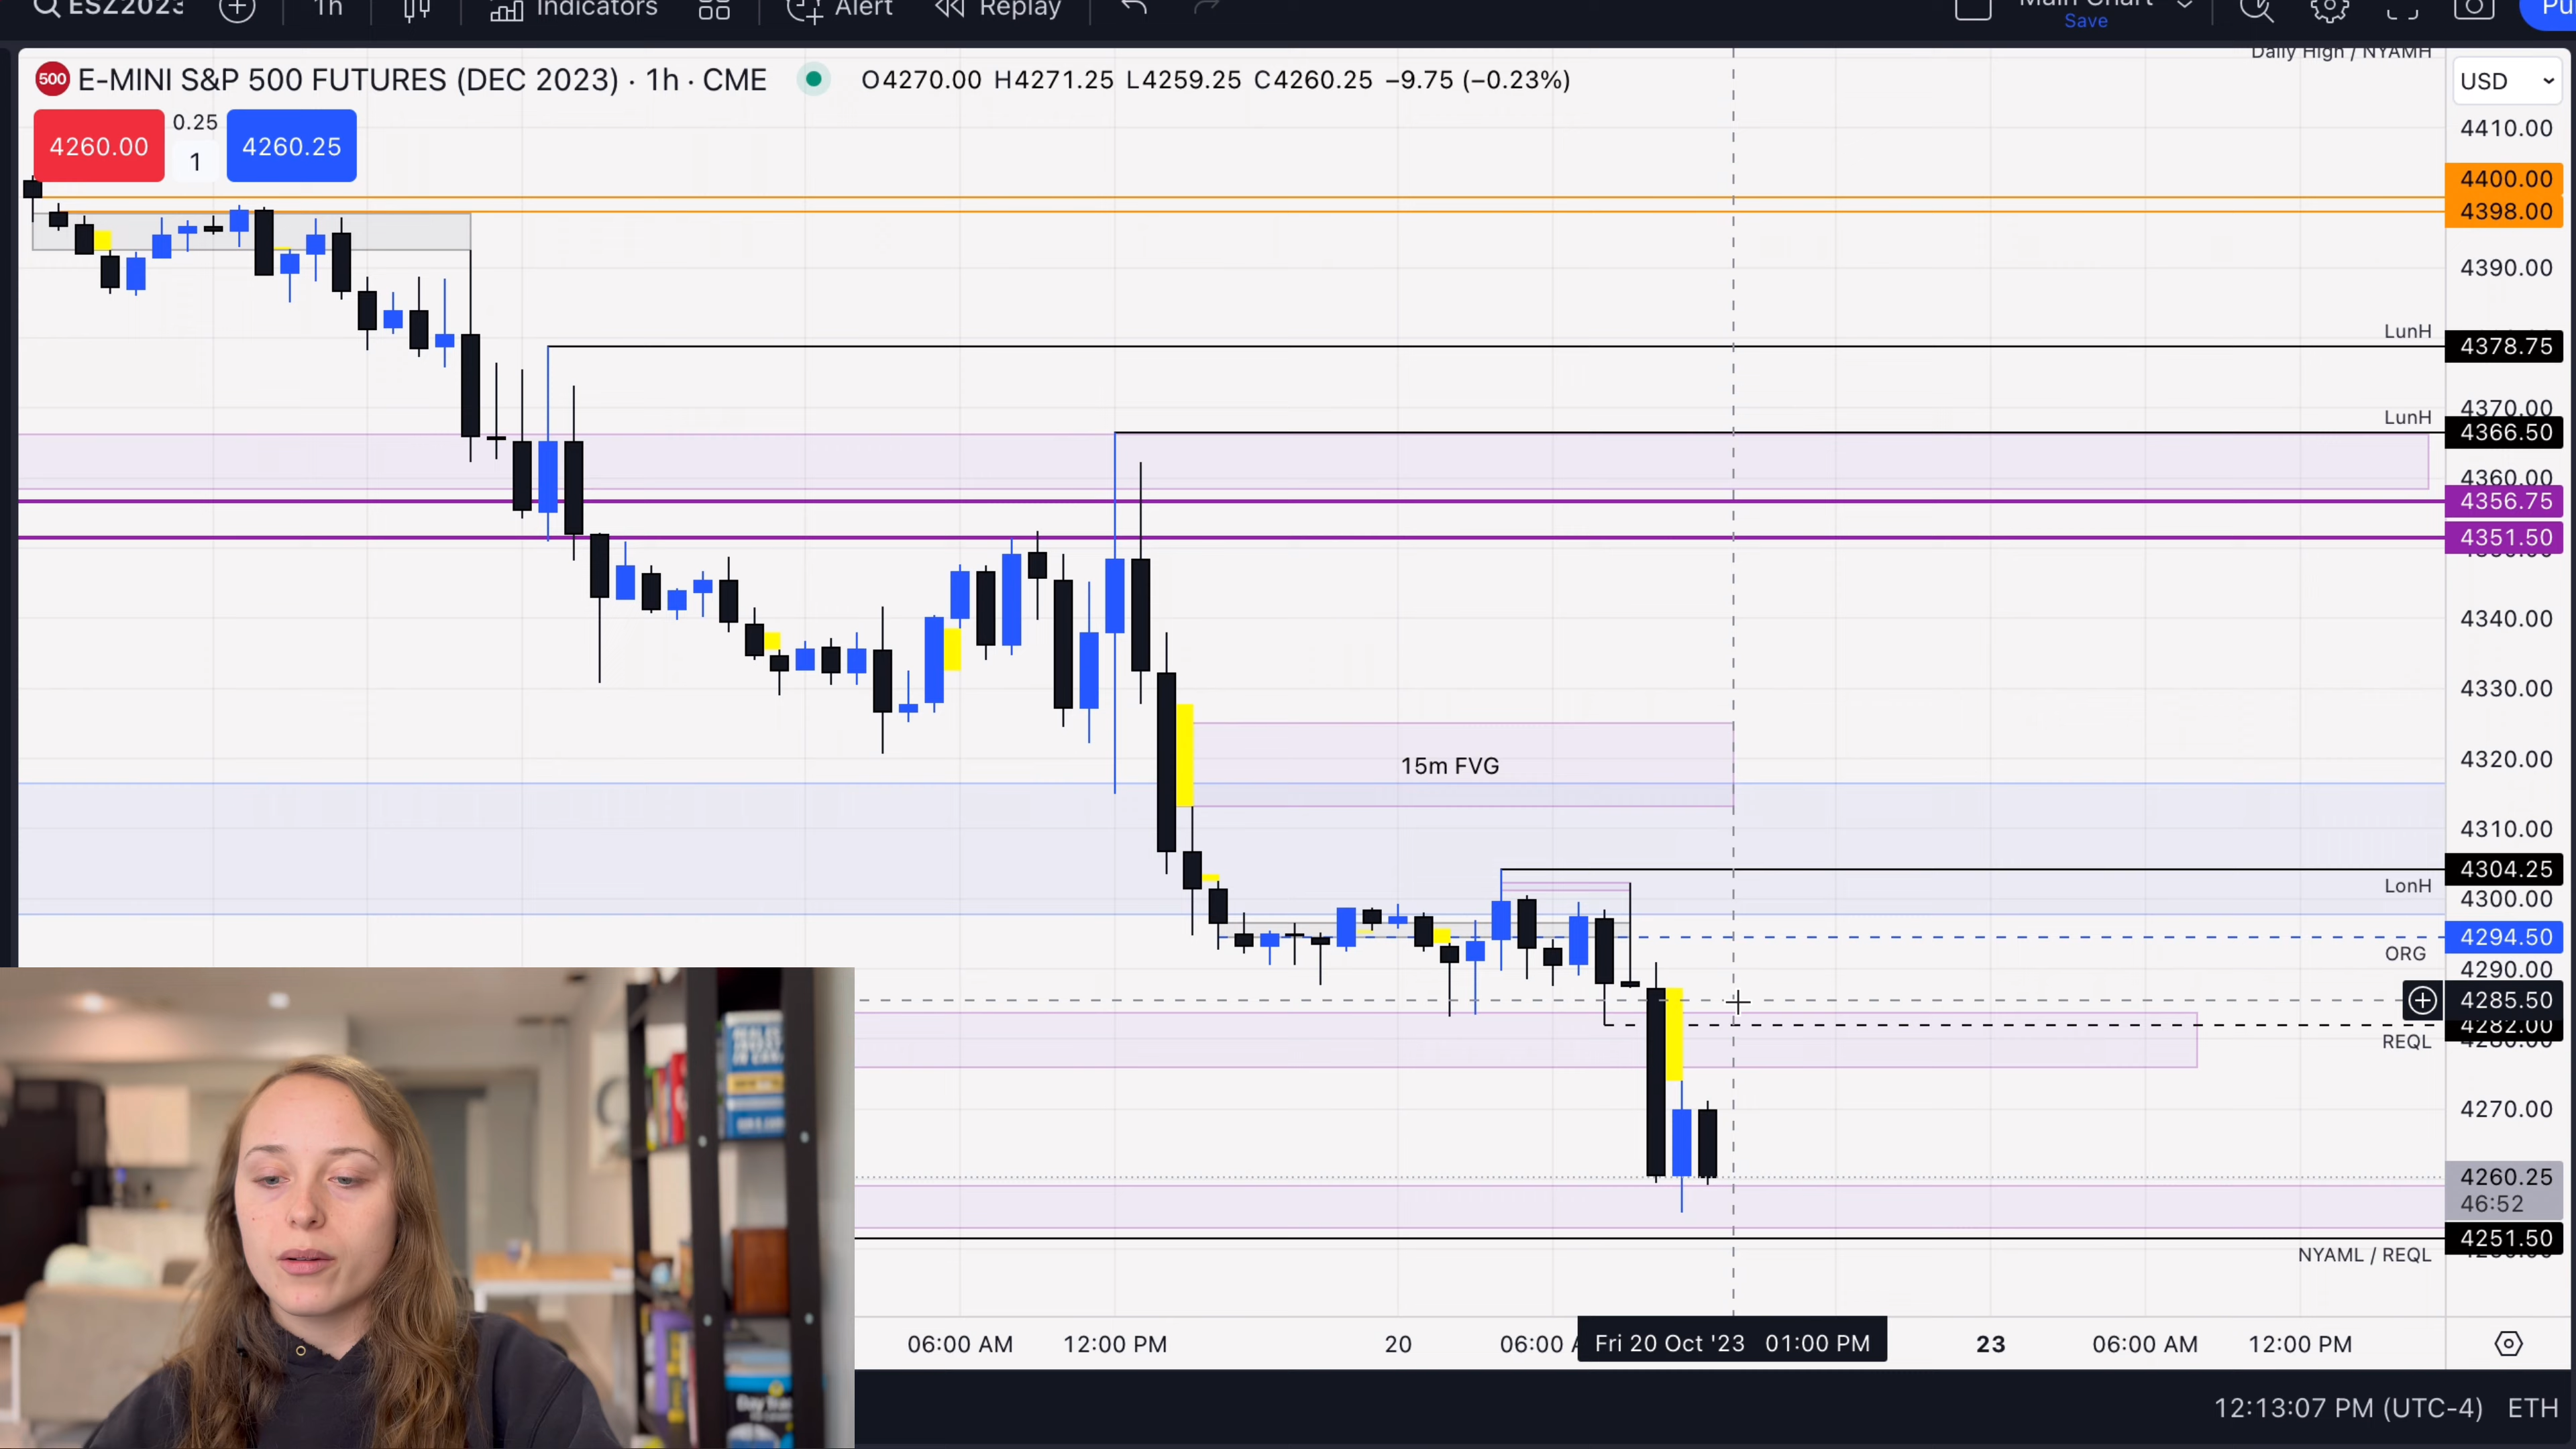 ESZ2023
1h
Indicators
Alert
Replay
Main Chart
Save
Daily High / NYAMH
500 E-MINI S&P 500 FUTURES (DEC 2023) · 1h · CME
O4270.00 H4271.25 L4259.25 C4260.25 −9.75 (−0.23%)
USD
4260.00
0.25
1
4260.25
4410.00
4400.00
4398.00
4390.00
LunH
4378.75
4370.00
LunH
4366.50
4360.00
4356.75
4351.50
4340.00
4330.00
15m FVG
4320.00
4310.00
4304.25
LonH
4300.00
4294.50
ORG
4290.00
4285.50
4282.00
REQL
4270.00
4260.25
46:52
4251.50
NYAML / REQL
06:00 AM
12:00 PM
20
06:00
Fri 20 Oct '23 01:00 PM
23
06:00 AM
12:00 PM
12:13:07 PM (UTC-4)
ETH